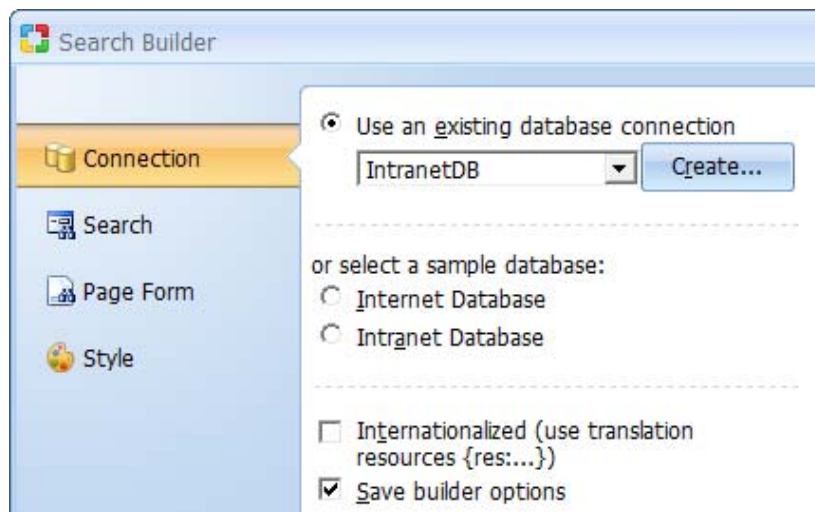 Search Builder
Connection
Search
Page Form
Style
Use an existing database connection
IntranetDB
Create...
or select a sample database:
Internet Database
Intranet Database
Internationalized (use translation
resources {res:...})
Save builder options